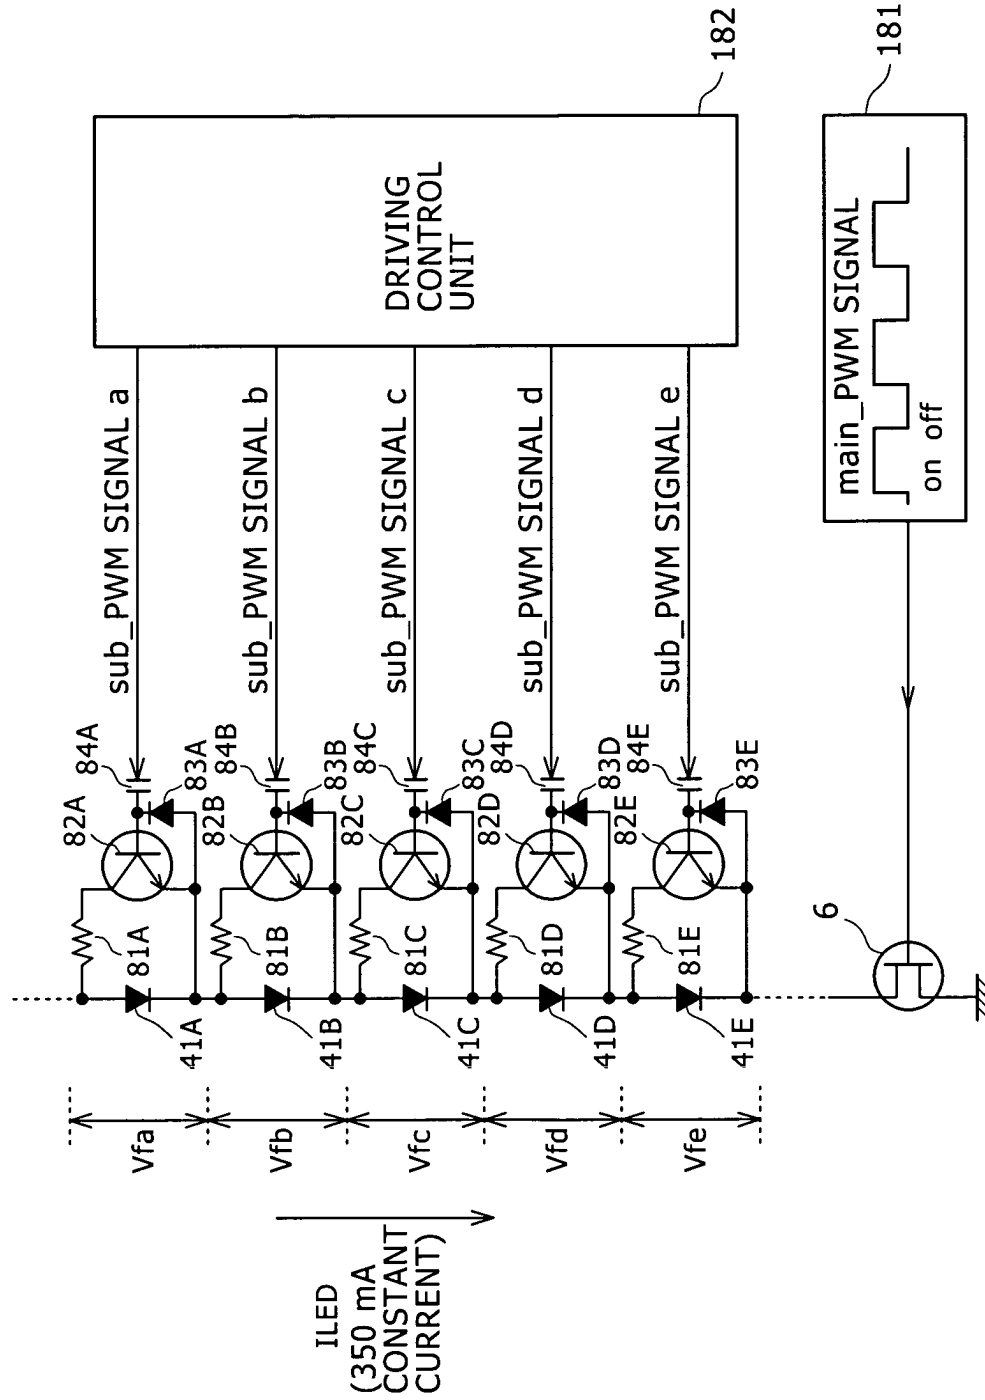 ILED
(350 mA
CONSTANT
CURRENT)
Vfa
Vfb
Vfc
Vfd
Vfe
41A
41B
41C
41D
41E
81A
81B
81C
81D
81E
82A
82B
82C
82D
82E
83A
83B
83C
83D
83E
84A
84B
84C
84D
84E
sub_PWM SIGNAL a
sub_PWM SIGNAL b
sub_PWM SIGNAL c
sub_PWM SIGNAL d
sub_PWM SIGNAL e
DRIVING
CONTROL
UNIT
182
6
main_PWM SIGNAL
on off
181